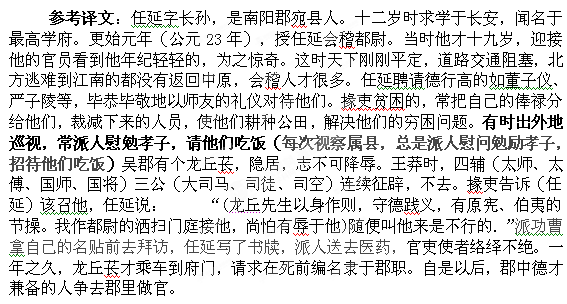 参考译文：任延字长孙，是南阳郡宛县人。十二岁时求学于长安，闻名于
最高学府。更始元年（公元 23 年），授任延会稽都尉。当时他才十九岁，迎接
他的官员看到他年纪轻轻的，为之惊奇。这时天下刚刚平定，道路交通阻塞，北
方逃难到江南的都没有返回中原，会稽人才很多。任延聘请德行高的如董子仪、
严子陵等，毕恭毕敬地以师友的礼仪对待他们。掾吏贫困的，常把自己的俸禄分
给他们，裁减下来的人员，使他们耕种公田，解决他们的穷困问题。有时出外地
巡视，常派人慰勉孝子，请他们吃饭（每次视察属县，总是派人慰问勉励孝子，
招待他们吃饭）吴郡有个龙丘苌，隐居，志不可降辱。王莽时，四辅（太师、太
傅、国师、国将）三公（大司马、司徒、司空）连续征辟，不去。掾吏告诉（任
延）该召他，任延说： “(龙丘先生以身作则，守德践义，有原宪、伯夷的
节操。我作都尉的洒扫门庭接他，尚怕有辱于他)随便叫他来是不行的．”派功曹
拿自己的名贴前去拜访，任延写了书牍，派人送去医药，官吏使者络绎不绝。一
年之久，龙丘苌才乘车到府门，请求在死前编名隶于郡职。自是以后，郡中德才
兼备的人争去郡里做官。